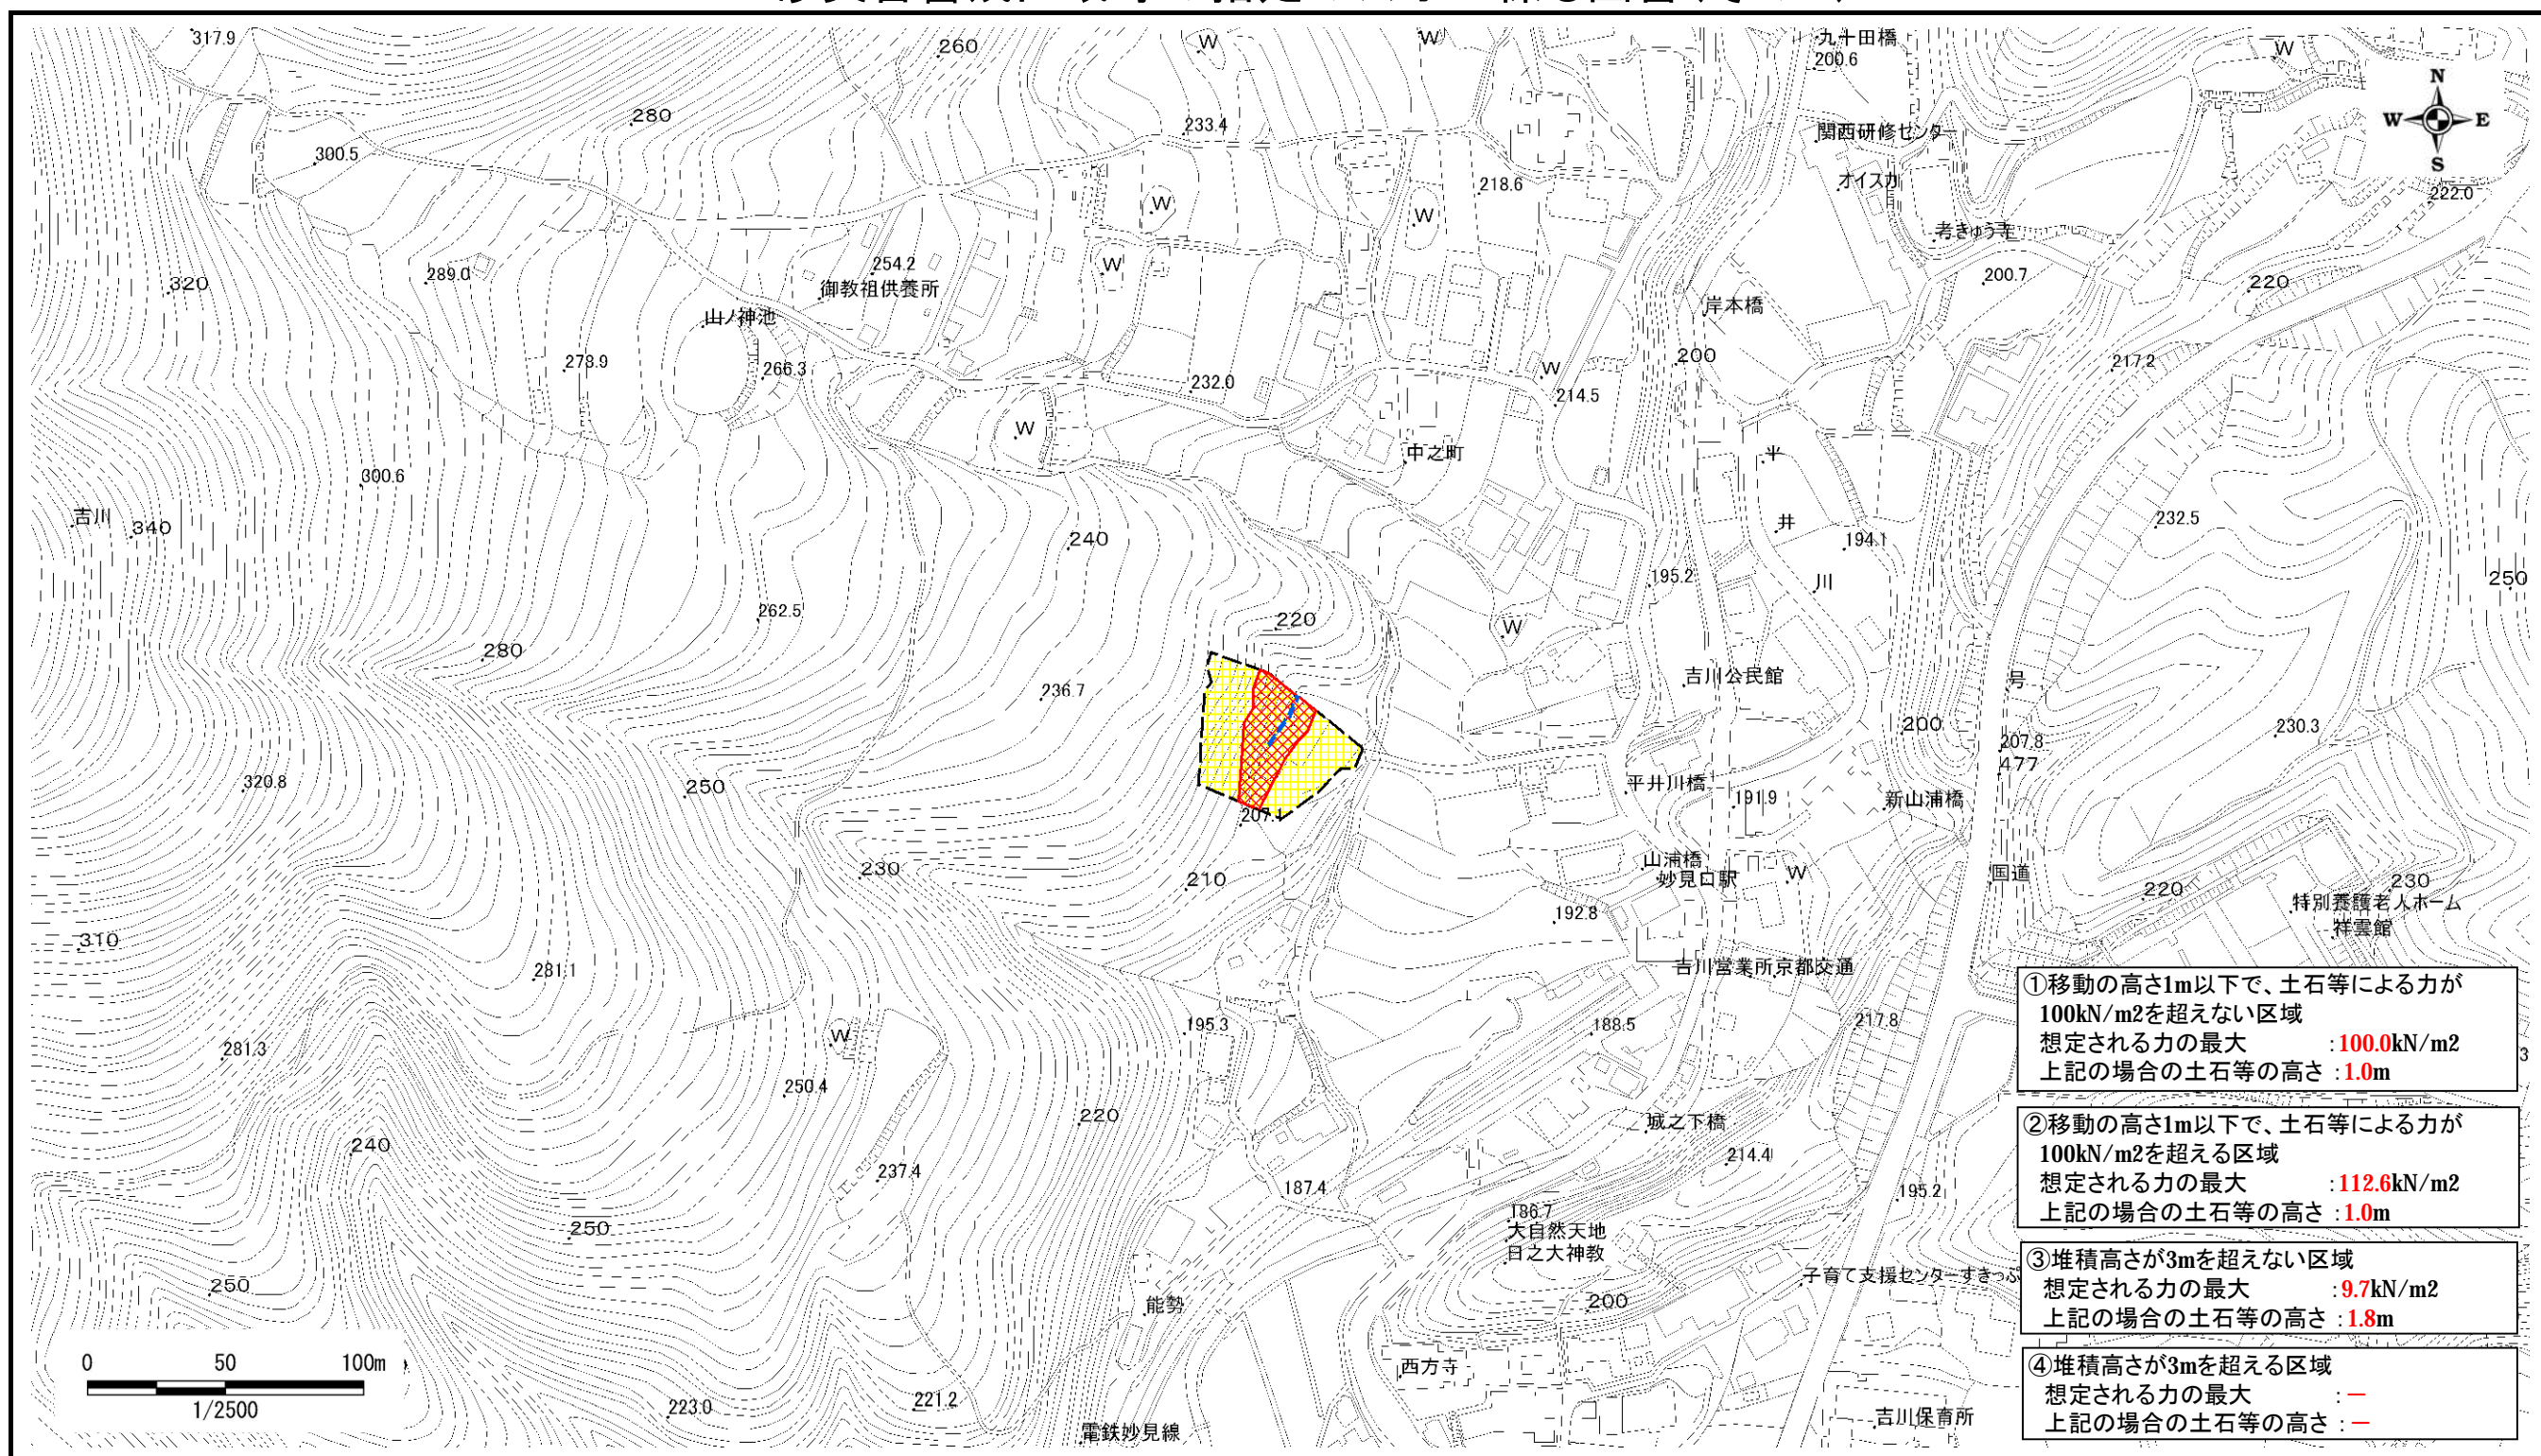 317.9
260
W
W
九十田橋
200.6
W
N
W E
S
280
233.4
関西研修センター
300.5
オイスカ
218.6
222.0
W
W
考きゅう寺
254.2
W
289.0
320
御教祖供養所
200.7
220
山ノ神池
岸本橋
278.9
266.3
232.0
W
200
217.2
214.5
W
中之町
平
300.6
吉川
340
240
井
194.1
232.5
195.2
川
250
262.5
220
W
280
236.7
吉川公民館
号
200
230.3
207.8
477
320.8
250
平井川橋
191.9
新山浦橋
207.1
230
210
山浦橋
妙見口駅
W
国道
220
230
192.8
特別養護老人ホーム
祥雲館
310
281.1
吉川営業所京都交通
195.3
188.5
217.8
281.3
W
250.4
220
城之下橋
240
237.4
214.4
187.4
195.2
186.7
大自然天地
日之大神教
250
250
能勢
200
子育て支援センターすきっぷ
西方寺
223.0
221.2
電鉄妙見線
吉川保育所
0 50 100m
1/2500
①移動の高さ1m以下で、土石等による力が
100kN/m2を超えない区域
想定される力の最大 :100.0kN/m2
上記の場合の土石等の高さ :1.0m
②移動の高さ1m以下で、土石等による力が
100kN/m2を超える区域
想定される力の最大 :112.6kN/m2
上記の場合の土石等の高さ :1.0m
③堆積高さが3mを超えない区域
想定される力の最大 :9.7kN/m2
上記の場合の土石等の高さ :1.8m
④堆積高さが3mを超える区域
想定される力の最大 :－
上記の場合の土石等の高さ :－